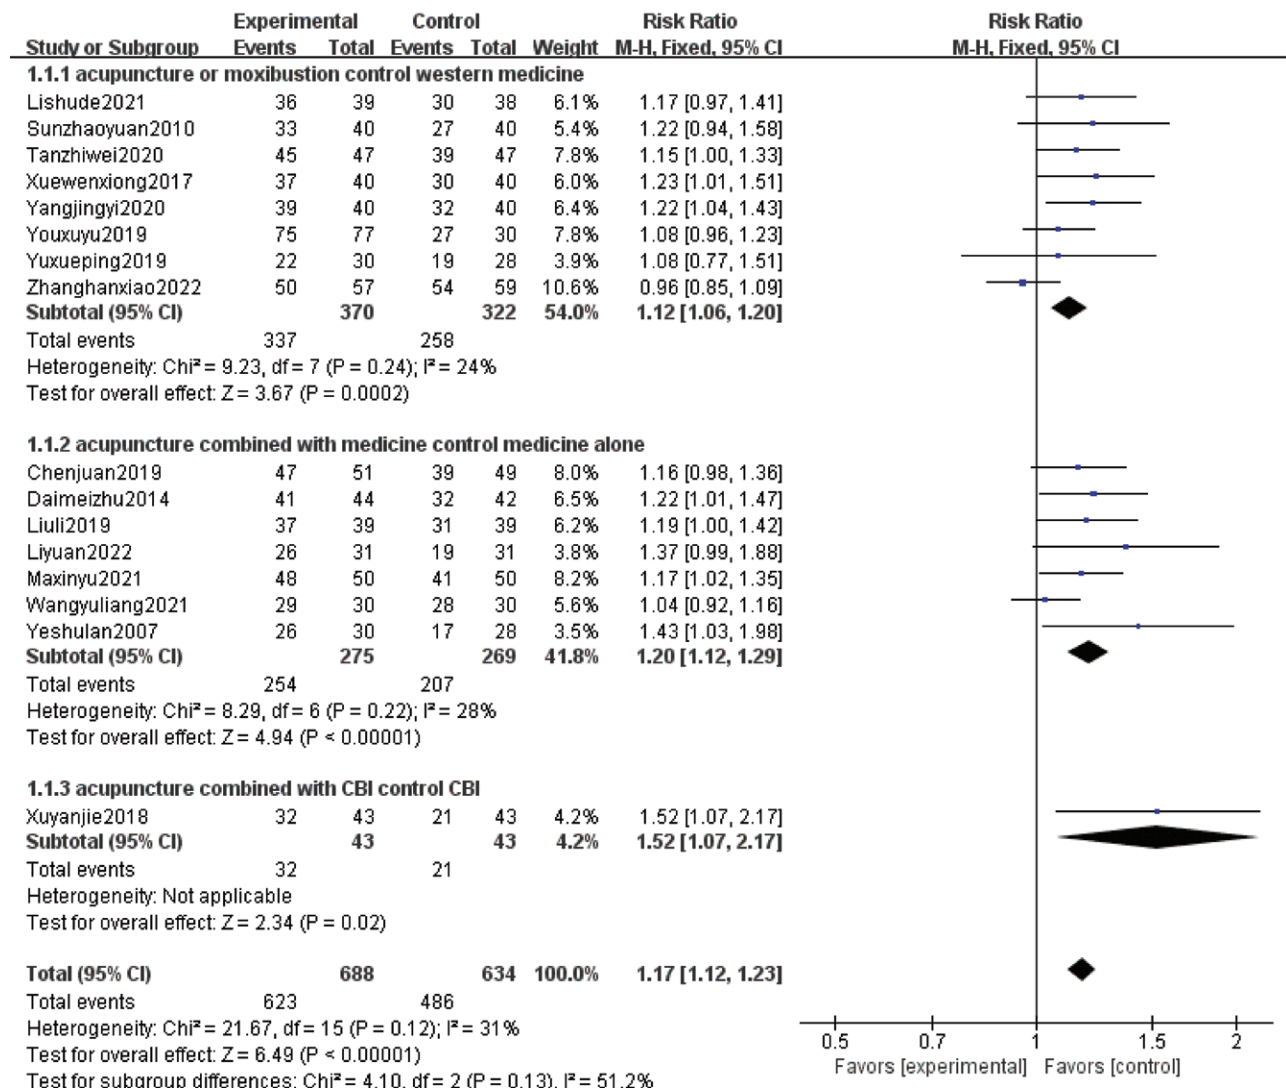 Experimental Control Risk Ratio Risk Ratio
Study or Subgroup Events Total Events Total Weight M-H, Fixed, 95% CI M-H, Fixed, 95% CI
1.1.1 acupuncture or moxibustion control western medicine
Lishude2021 36 39 30 38 6.1% 1.17 [0.97, 1.41]
Sunzhaoyuan2010 33 40 27 40 5.4% 1.22 [0.94, 1.58]
Tanzhiwei2020 45 47 39 47 7.8% 1.15 [1.00, 1.33]
Xuewenxiong2017 37 40 30 40 6.0% 1.23 [1.01, 1.51]
Yangjingyi2020 39 40 32 40 6.4% 1.22 [1.04, 1.43]
Youxuyu2019 75 77 27 30 7.8% 1.08 [0.96, 1.23]
Yuxueping2019 22 30 19 28 3.9% 1.08 [0.77, 1.51]
Zhanghanxiao2022 50 57 54 59 10.6% 0.96 [0.85, 1.09]
Subtotal (95% CI) 370 322 54.0% 1.12 [1.06, 1.20]
Total events 337 258
Heterogeneity: Chi² = 9.23, df = 7 (P = 0.24); I² = 24%
Test for overall effect: Z = 3.67 (P = 0.0002)
1.1.2 acupuncture combined with medicine control medicine alone
Chenjuan2019 47 51 39 49 8.0% 1.16 [0.98, 1.36]
Daimeizhu2014 41 44 32 42 6.5% 1.22 [1.01, 1.47]
Liuli2019 37 39 31 39 6.2% 1.19 [1.00, 1.42]
Liyuan2022 26 31 19 31 3.8% 1.37 [0.99, 1.88]
Maxinyu2021 48 50 41 50 8.2% 1.17 [1.02, 1.35]
Wangyuliang2021 29 30 28 30 5.6% 1.04 [0.92, 1.16]
Yeshulan2007 26 30 17 28 3.5% 1.43 [1.03, 1.98]
Subtotal (95% CI) 275 269 41.8% 1.20 [1.12, 1.29]
Total events 254 207
Heterogeneity: Chi² = 8.29, df = 6 (P = 0.22); I² = 28%
Test for overall effect: Z = 4.94 (P < 0.00001)
1.1.3 acupuncture combined with CBI control CBI
Xuyanjie2018 32 43 21 43 4.2% 1.52 [1.07, 2.17]
Subtotal (95% CI) 43 43 4.2% 1.52 [1.07, 2.17]
Total events 32 21
Heterogeneity: Not applicable
Test for overall effect: Z = 2.34 (P = 0.02)
Total (95% CI) 688 634 100.0% 1.17 [1.12, 1.23]
Total events 623 486
Heterogeneity: Chi² = 21.67, df = 15 (P = 0.12); I² = 31%
Test for overall effect: Z = 6.49 (P < 0.00001)
Test for subgroup differences: Chi² = 4.10, df = 2 (P = 0.13), I² = 51.2%
0.5 0.7 1 1.5 2
Favors [experimental] Favors [control]